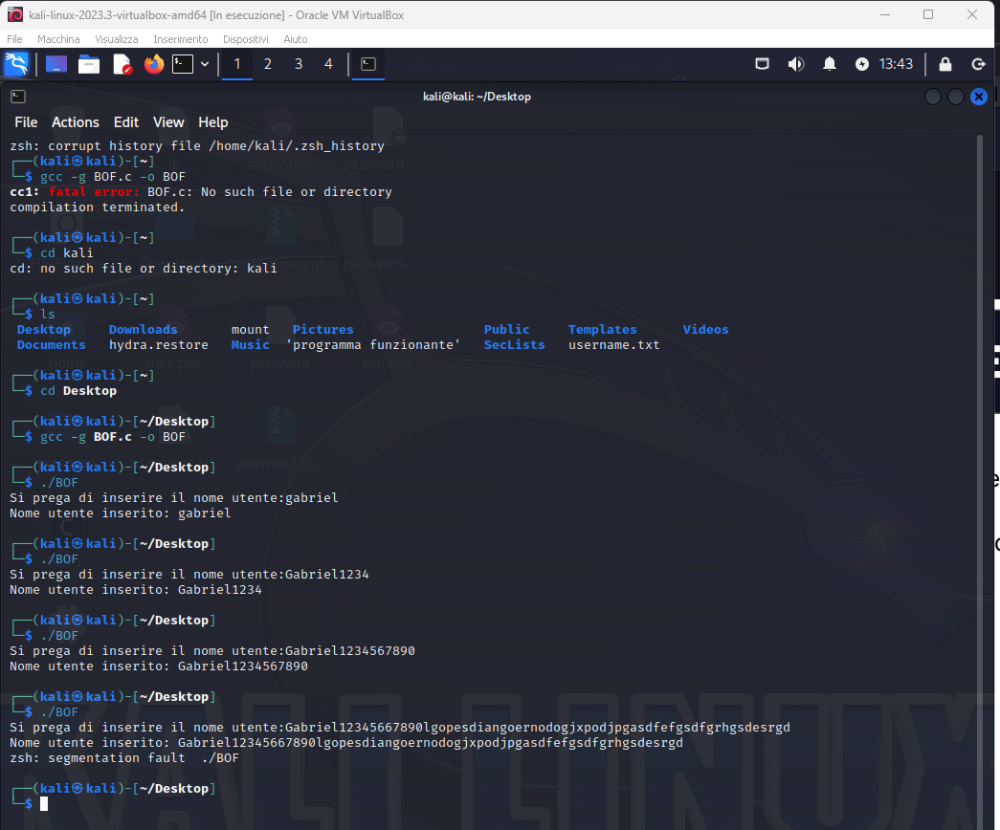 kali-linux-2023.3-virtualbox-amd64 [In esecuzione] - Oracle VM VirtualBox
File Macchina Visualizza Inserimento Dispositivi Aiuto
1 2 3 4 13:43
kali@kali: ~/Desktop
File Actions Edit View Help
zsh: corrupt history file /home/kali/.zsh_history
┌──(kali㉿kali)-[~]
└─$ gcc -g BOF.c -o BOF
cc1: fatal error: BOF.c: No such file or directory
compilation terminated.
┌──(kali㉿kali)-[~]
└─$ cd kali
cd: no such file or directory: kali
┌──(kali㉿kali)-[~]
└─$ ls
Desktop Downloads mount Pictures Public Templates Videos
Documents hydra.restore Music 'programma funzionante' SecLists username.txt
┌──(kali㉿kali)-[~]
└─$ cd Desktop
┌──(kali㉿kali)-[~/Desktop]
└─$ gcc -g BOF.c -o BOF
┌──(kali㉿kali)-[~/Desktop]
└─$ ./BOF
Si prega di inserire il nome utente:gabriel
Nome utente inserito: gabriel
┌──(kali㉿kali)-[~/Desktop]
└─$ ./BOF
Si prega di inserire il nome utente:Gabriel1234
Nome utente inserito: Gabriel1234
┌──(kali㉿kali)-[~/Desktop]
└─$ ./BOF
Si prega di inserire il nome utente:Gabriel1234567890
Nome utente inserito: Gabriel1234567890
┌──(kali㉿kali)-[~/Desktop]
└─$ ./BOF
Si prega di inserire il nome utente:Gabriel12345667890lgopesdiangoernodogjxpodjpgasdfefgsdfgrhgsdesrgd
Nome utente inserito: Gabriel12345667890lgopesdiangoernodogjxpodjpgasdfefgsdfgrhgsdesrgd
zsh: segmentation fault ./BOF
┌──(kali㉿kali)-[~/Desktop]
└─$
KALI LINUX